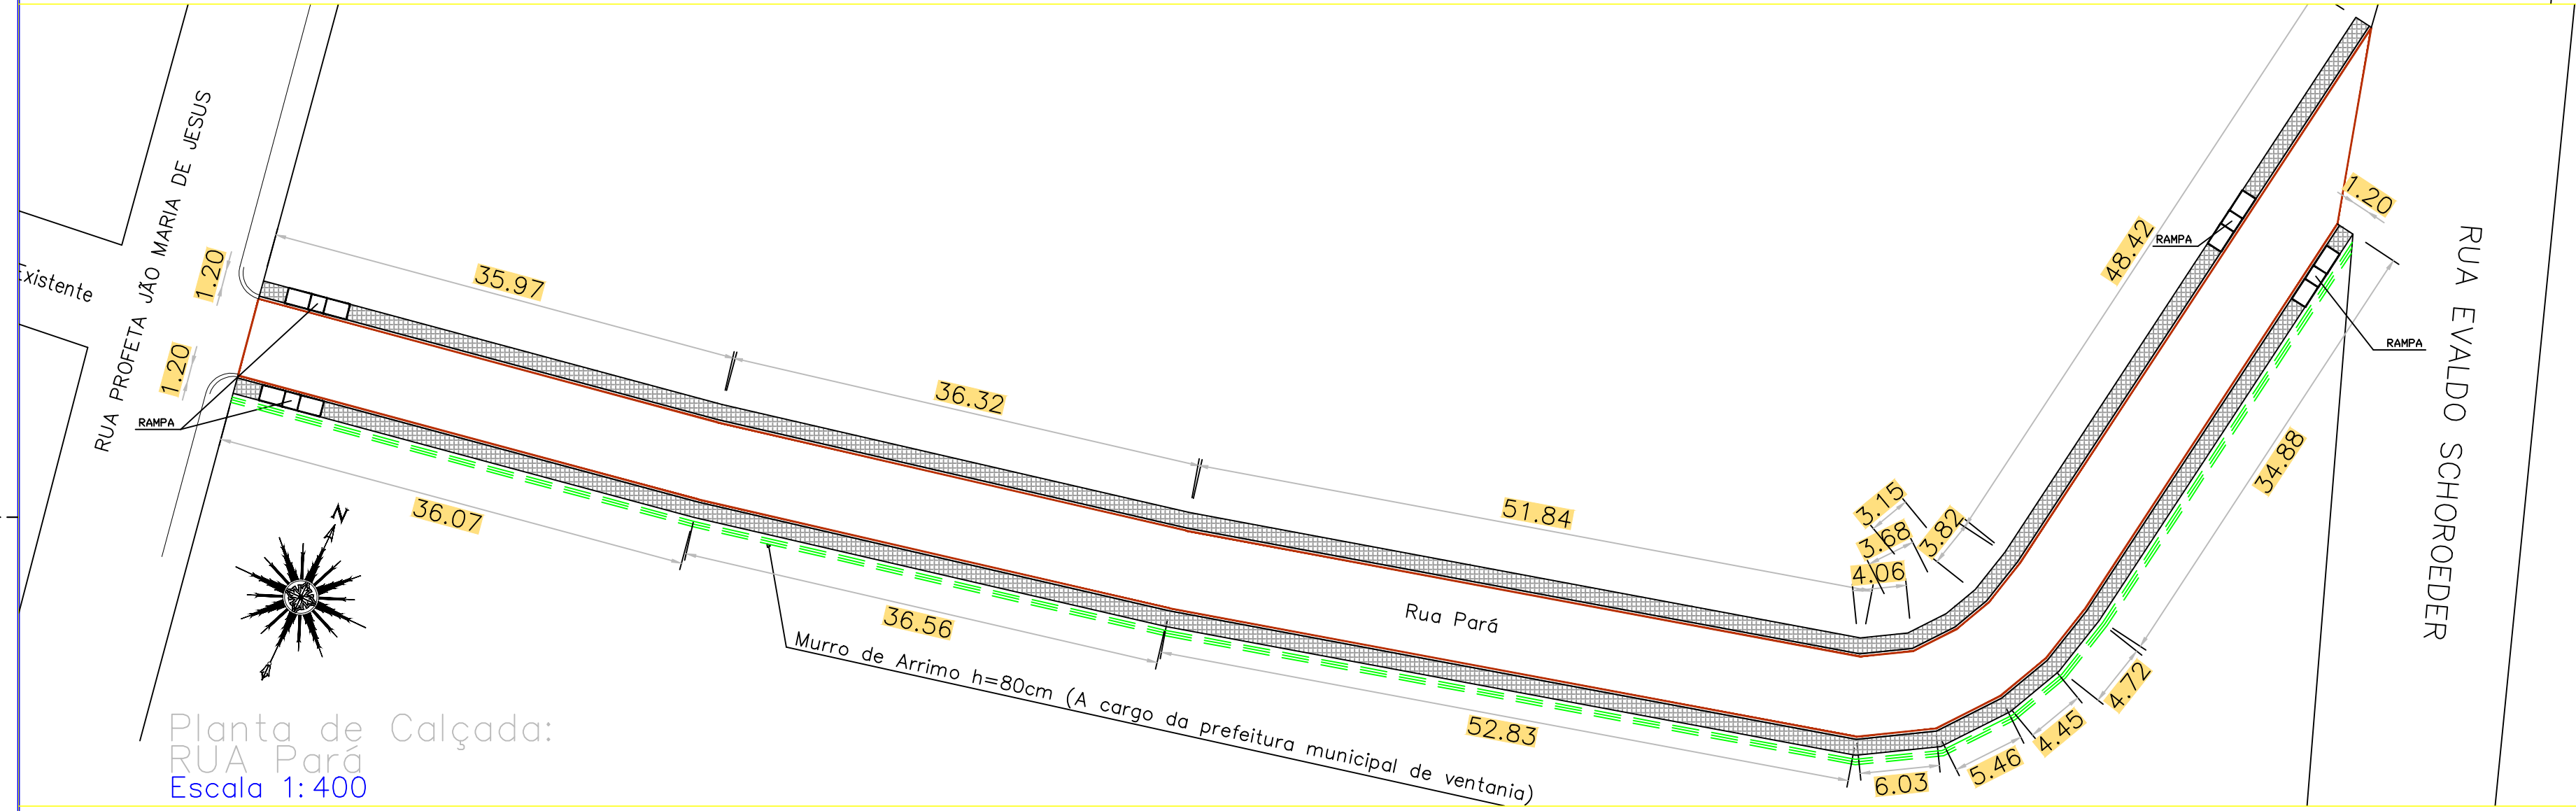 Existente
RUA PROFETA JÃO MARIA DE JESUS
1.20
1.20
RAMPA
35.97
36.32
51.84
3.15
3.68
3.82
4.06
48.42
RAMPA
1.20
RAMPA
RUA EVALDO SCHOROEDER
34.88
36.07
36.56
52.83
6.03
5.46
4.45
4.72
Rua Pará
Murro de Arrimo h=80cm (A cargo da prefeitura municipal de ventania)
N
Planta de Calçada:
RUA Pará
Escala 1:400